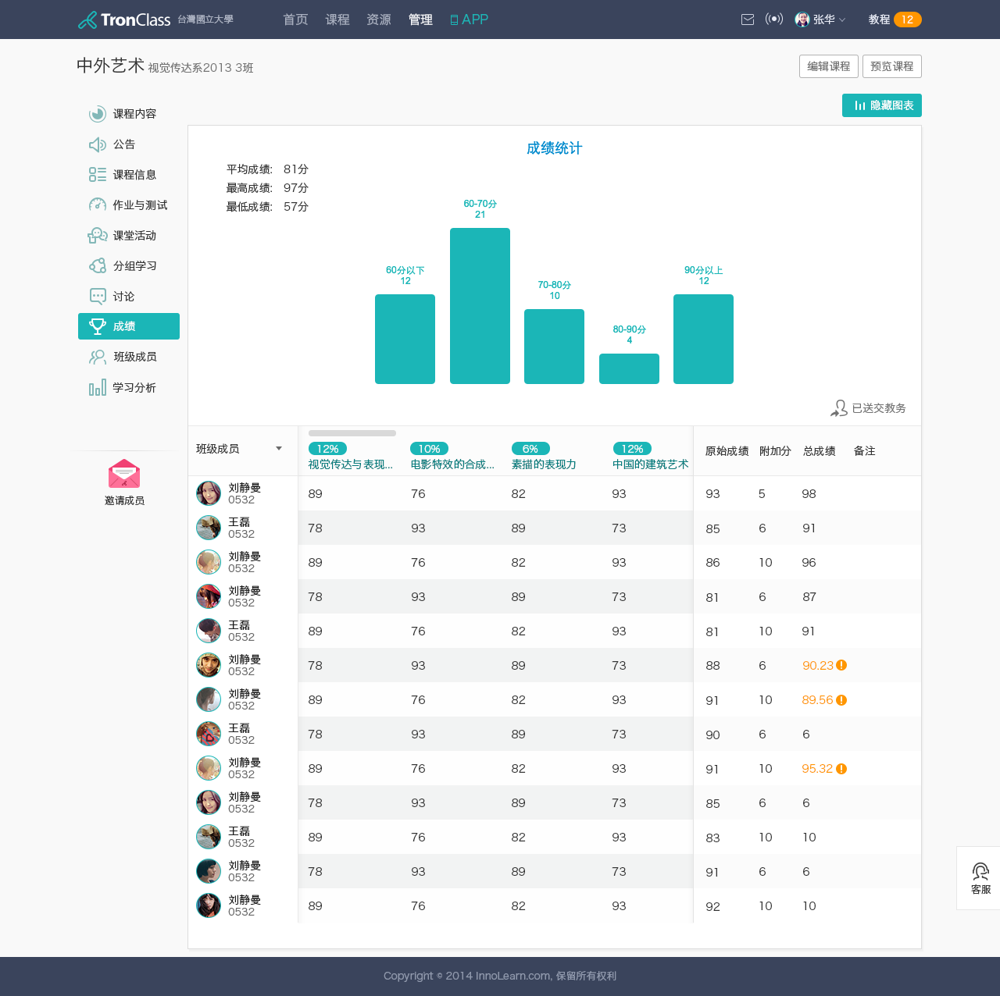 TronClass 台灣國立大學 首页 课程 资源 管理 APP 张华 教程 12
中外艺术 视觉传达系2013 3班 编辑课程 预览课程
隐藏图表
课程内容
公告
课程信息
作业与测试
课堂活动
分组学习
讨论
成绩
班级成员
学习分析
邀请成员
成绩统计
平均成绩: 81分
最高成绩: 97分
最低成绩: 57分
60分以下
12
60-70分
21
70-80分
10
80-90分
4
90分以上
12
已送交教务
班级成员 12% 10% 6% 12% 原始成绩 附加分 总成绩 备注
视觉传达与表现... 电影特效的合成... 素描的表现力 中国的建筑艺术
刘静曼 89 76 82 93 93 5 98
0532
王磊 78 93 89 73 85 6 91
0532
刘静曼 89 76 82 93 86 10 96
0532
刘静曼 78 93 89 73 81 6 87
0532
王磊 89 76 82 93 81 10 91
0532
刘静曼 78 93 89 73 88 6 90.23
0532
刘静曼 89 76 82 93 91 10 89.56
0532
王磊 78 93 89 73 90 6 6
0532
刘静曼 89 76 82 93 91 10 95.32
0532
刘静曼 78 93 89 73 85 6 6
0532
王磊 89 76 82 93 83 10 10
0532
刘静曼 78 93 89 73 91 6 6
0532
刘静曼 89 76 82 93 92 10 10
0532
客服
Copyright © 2014 InnoLearn.com, 保留所有权利